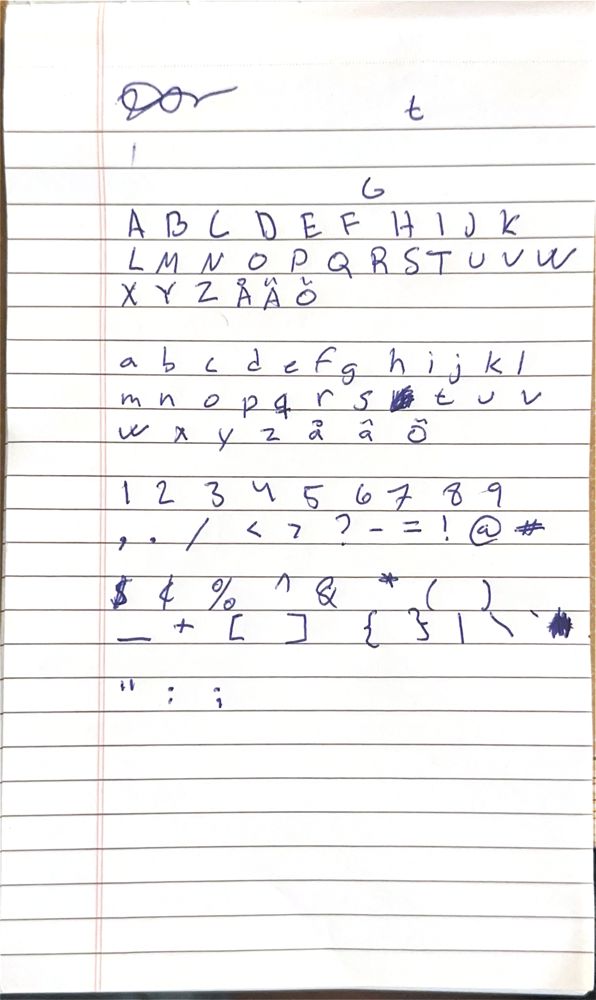 t
G
A B C D E F H I J K
L M N O P Q R S T U V W
X Y Z Å Ä Ö
a b c d e f g h i j k l
m n o p q r s t u v
w x y z å ä ö
1 2 3 4 5 6 7 8 9
, . / < > ? - = ! @ #
$ ¢ % ^ & * ( )
_ + [ ] { } | \ `
" : ;